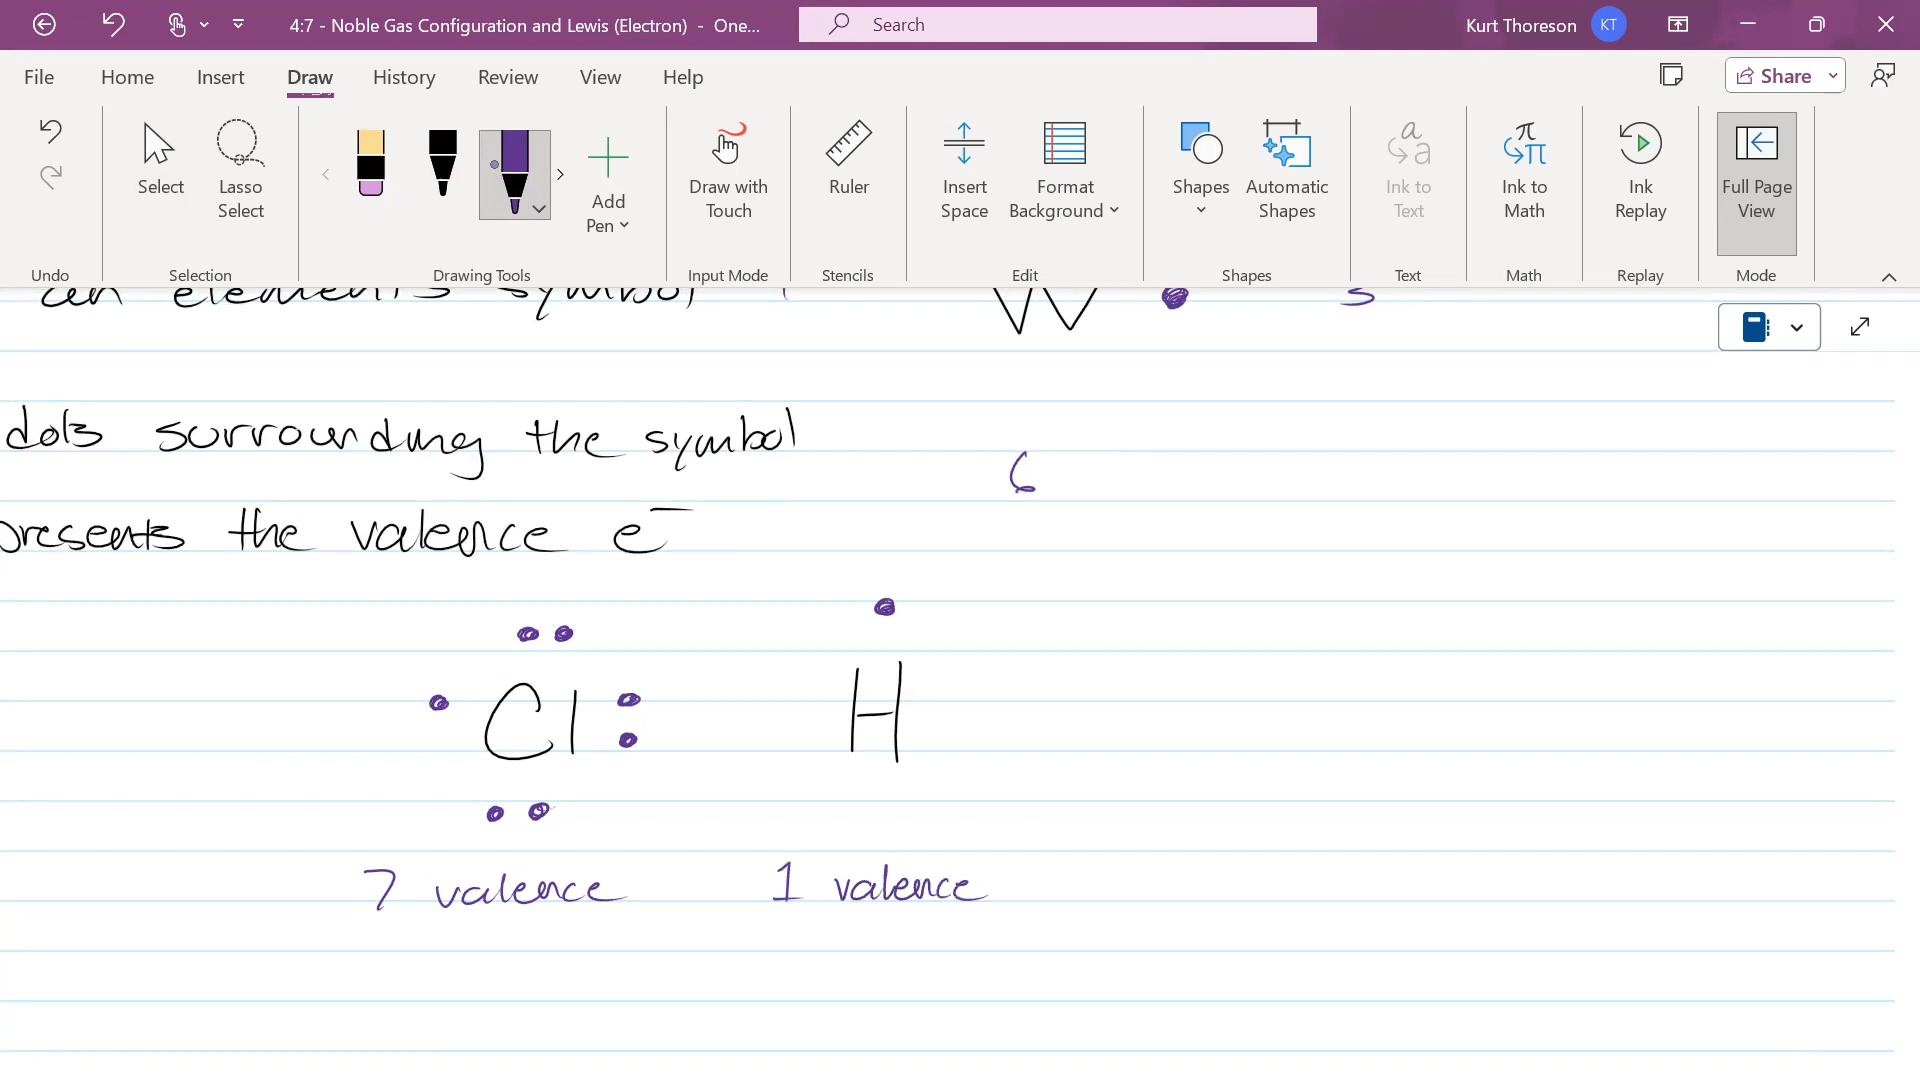 4:7 - Noble Gas Configuration and Lewis (Electron) - One...
Search
Kurt Thoreson KT
File Home Insert Draw History Review View Help
Share
Select
Lasso Select
Add Pen
Draw with Touch
Ruler
Insert Space
Format Background
Shapes
Automatic Shapes
Ink to Text
Ink to Math
Ink Replay
Full Page View
Undo Selection Drawing Tools Input Mode Stencils Edit Shapes Text Math Replay Mode
an elements symbol
W
dots surrounding the symbol
the valence e⁻
Cl H
7 valence 1 valence